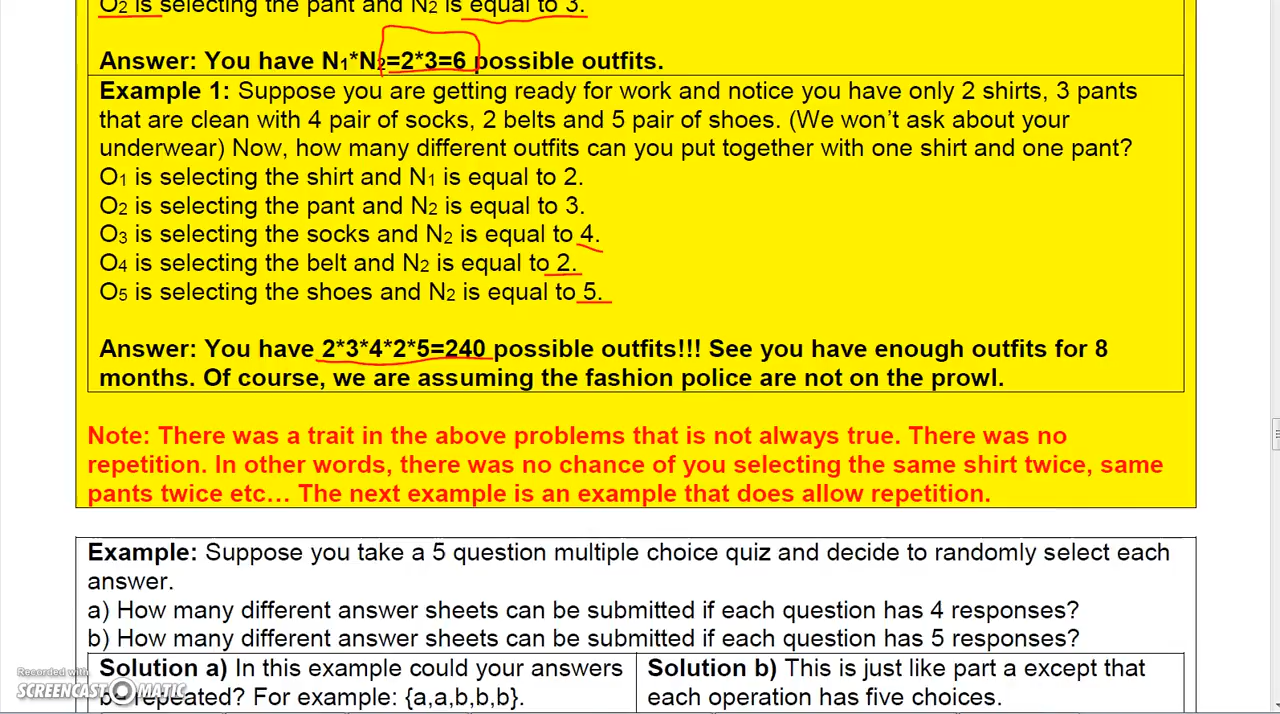 O2 is selecting the pant and N2 is equal to 3.
Answer: You have N1*N2=2*3=6 possible outfits.
Example 1: Suppose you are getting ready for work and notice you have only 2 shirts, 3 pants
that are clean with 4 pair of socks, 2 belts and 5 pair of shoes. (We won't ask about your
underwear) Now, how many different outfits can you put together with one shirt and one pant?
O1 is selecting the shirt and N1 is equal to 2.
O2 is selecting the pant and N2 is equal to 3.
O3 is selecting the socks and N2 is equal to 4.
O4 is selecting the belt and N2 is equal to 2.
O5 is selecting the shoes and N2 is equal to 5.
Answer: You have 2*3*4*2*5=240 possible outfits!!! See you have enough outfits for 8
months. Of course, we are assuming the fashion police are not on the prowl.
Note: There was a trait in the above problems that is not always true. There was no
repetition. In other words, there was no chance of you selecting the same shirt twice, same
pants twice etc… The next example is an example that does allow repetition.
Example: Suppose you take a 5 question multiple choice quiz and decide to randomly select each
answer.
a) How many different answer sheets can be submitted if each question has 4 responses?
b) How many different answer sheets can be submitted if each question has 5 responses?
Solution a) In this example could your answers
be repeated? For example: {a,a,b,b,b}.
Solution b) This is just like part a except that
each operation has five choices.
Recorded with
SCREENCAST-O-MATIC